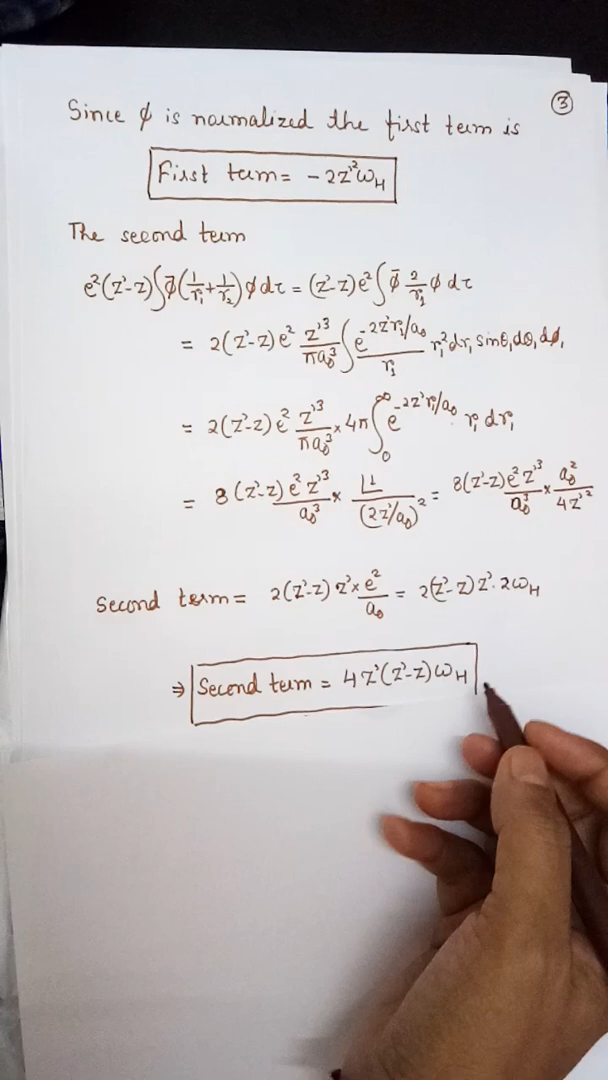 ③
Since ϕ is normalized the first term is
First term = -2Z'²ω_H
The second term
e²(Z'-Z)∫ϕ̄(1/r₁+1/r₂)ϕdτ = (Z'-Z)e²∫ϕ̄ 2/r₁ ϕ dτ
= 2(Z'-Z)e² Z'³/πa₀³ ∫ e^(-2Z'r₁/a₀)/r₁ r₁²dr₁ sinθ₁dθ₁dϕ₁
= 2(Z'-Z)e² Z'³/πa₀³ × 4π ∫₀^∞ e^(-2Z'r₁/a₀) · r₁ dr₁
= 8(Z'-Z)e²Z'³/a₀³ × ⌊1/(2Z'/a₀)² = 8(Z'-Z)e²Z'³/a₀³ × a₀²/4Z'²
Second term = 2(Z'-Z)Z' × e²/a₀ = 2(Z'-Z)Z'·2ω_H
⇒ Second term = 4Z'(Z'-Z)ω_H